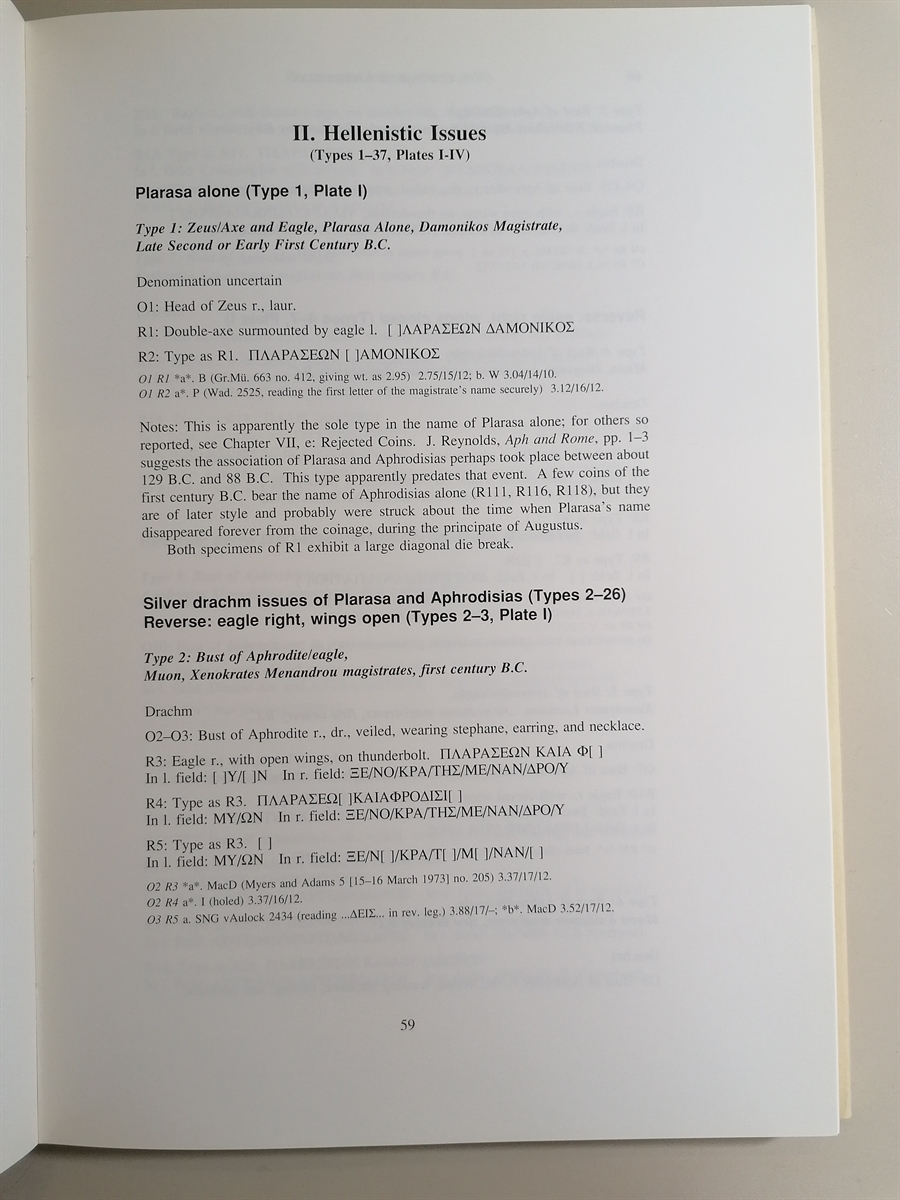 II. Hellenistic Issues
(Types 1–37, Plates I-IV)
Plarasa alone (Type 1, Plate I)
Type 1: Zeus/Axe and Eagle, Plarasa Alone, Damonikos Magistrate,
Late Second or Early First Century B.C.
Denomination uncertain
O1: Head of Zeus r., laur.
R1: Double-axe surmounted by eagle l. [ ]ΛΑΡΑΣΕΩΝ ΔΑΜΟΝΙΚΟΣ
R2: Type as R1. ΠΛΑΡΑΣΕΩΝ [ ]ΑΜΟΝΙΚΟΣ
O1 R1 *a*. B (Gr.Mü. 663 no. 412, giving wt. as 2.95) 2.75/15/12; b. W 3.04/14/10.
O1 R2 a*. P (Wad. 2525, reading the first letter of the magistrate's name securely) 3.12/16/12.
Notes: This is apparently the sole type in the name of Plarasa alone; for others so
reported, see Chapter VII, e: Rejected Coins. J. Reynolds, Aph and Rome, pp. 1–3
suggests the association of Plarasa and Aphrodisias perhaps took place between about
129 B.C. and 88 B.C. This type apparently predates that event. A few coins of the
first century B.C. bear the name of Aphrodisias alone (R111, R116, R118), but they
are of later style and probably were struck about the time when Plarasa's name
disappeared forever from the coinage, during the principate of Augustus.
Both specimens of R1 exhibit a large diagonal die break.
Silver drachm issues of Plarasa and Aphrodisias (Types 2–26)
Reverse: eagle right, wings open (Types 2–3, Plate I)
Type 2: Bust of Aphrodite/eagle,
Muon, Xenokrates Menandrou magistrates, first century B.C.
Drachm
O2–O3: Bust of Aphrodite r., dr., veiled, wearing stephane, earring, and necklace.
R3: Eagle r., with open wings, on thunderbolt. ΠΛΑΡΑΣΕΩΝ ΚΑΙΑ Φ[ ]
In l. field: [ ]Υ/[ ]Ν In r. field: ΞΕ/ΝΟ/ΚΡΑ/ΤΗΣ/ΜΕ/ΝΑΝ/ΔΡΟ/Υ
R4: Type as R3. ΠΛΑΡΑΣΕΩ[ ]ΚΑΙΑΦΡΟΔΙΣΙ[ ]
In l. field: ΜΥ/ΩΝ In r. field: ΞΕ/ΝΟ/ΚΡΑ/ΤΗΣ/ΜΕ/ΝΑΝ/ΔΡΟ/Υ
R5: Type as R3. [ ]
In l. field: ΜΥ/ΩΝ In r. field: ΞΕ/Ν[ ]/ΚΡΑ/Τ[ ]/Μ[ ]/ΝΑΝ/[ ]
O2 R3 *a*. MacD (Myers and Adams 5 [15–16 March 1973] no. 205) 3.37/17/12.
O2 R4 a*. I (holed) 3.37/16/12.
O3 R5 a. SNG vAulock 2434 (reading ...ΔΕΙΣ... in rev. leg.) 3.88/17/–; *b*. MacD 3.52/17/12.
59